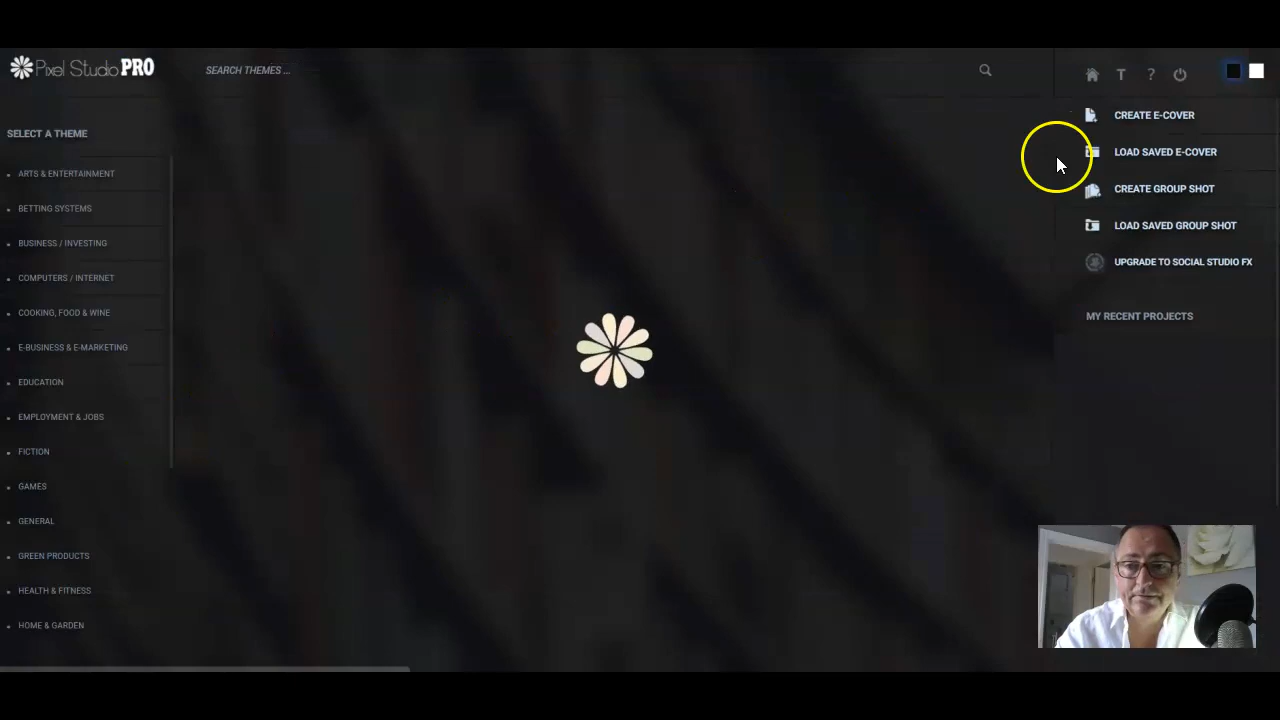 Pixel Studio PRO
SEARCH THEMES ...
T ?
SELECT A THEME
ARTS & ENTERTAINMENT
BETTING SYSTEMS
BUSINESS / INVESTING
COMPUTERS / INTERNET
COOKING, FOOD & WINE
E-BUSINESS & E-MARKETING
EDUCATION
EMPLOYMENT & JOBS
FICTION
GAMES
GENERAL
GREEN PRODUCTS
HEALTH & FITNESS
HOME & GARDEN
CREATE E-COVER
LOAD SAVED E-COVER
CREATE GROUP SHOT
LOAD SAVED GROUP SHOT
UPGRADE TO SOCIAL STUDIO FX
MY RECENT PROJECTS